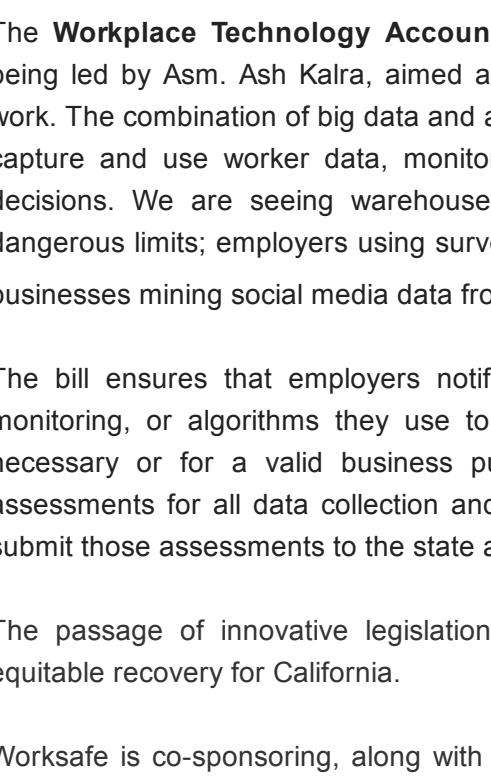 The Workplace Technology Accoun
being led by Asm. Ash Kalra, aimed a
work. The combination of big data and a
capture and use worker data, monitor
decisions. We are seeing warehouse
dangerous limits; employers using surve
businesses mining social media data fro
The bill ensures that employers notif
monitoring, or algorithms they use to
necessary or for a valid business pu
assessments for all data collection and
submit those assessments to the state a
The passage of innovative legislation
equitable recovery for California.
Worksafe is co-sponsoring, along with